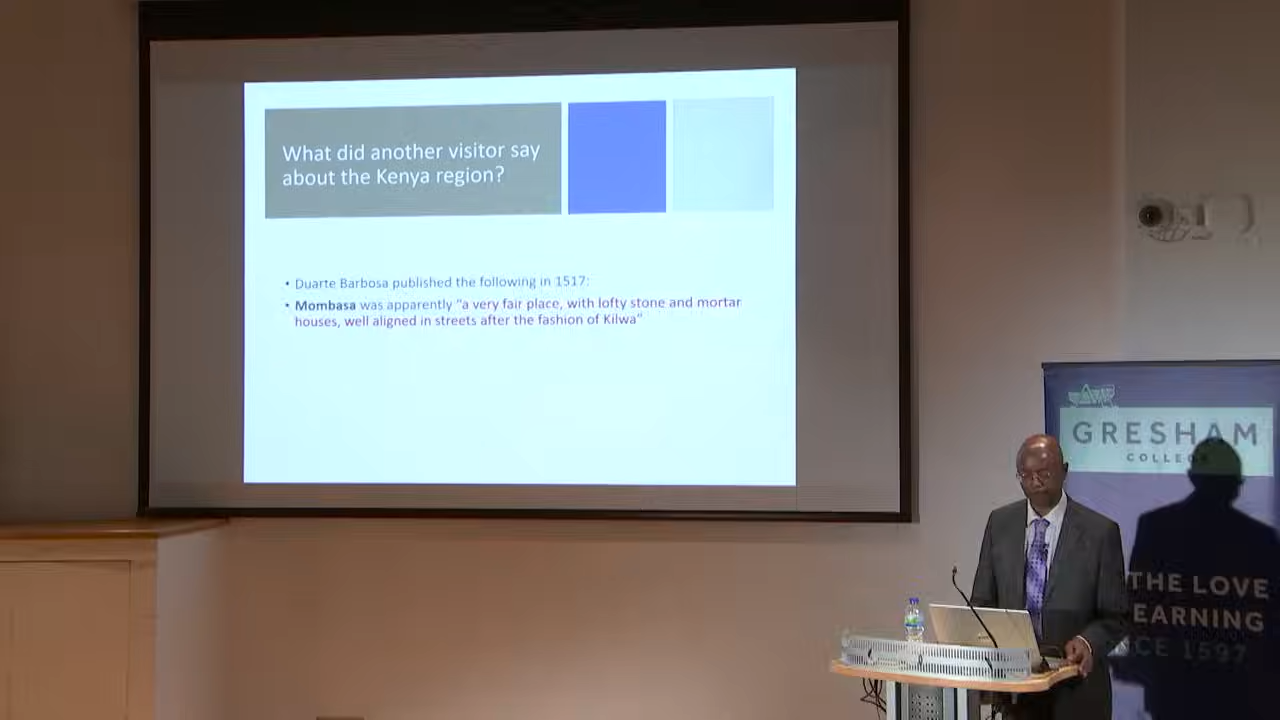 What did another visitor say
about the Kenya region?
• Duarte Barbosa published the following in 1517:
• Mombasa was apparently “a very fair place, with lofty stone and mortar
houses, well aligned in streets after the fashion of Kilwa”
GRESHAM
COLLEGE
THE LOVE
EARNING
NCE 1597